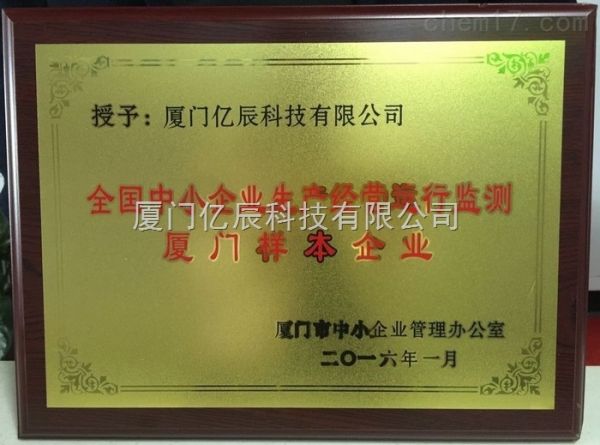 chem17.com
授予：厦门亿辰科技有限公司
全国中小企业生产经营运行监测
厦门亿辰科技有限公司
厦门样本企业
厦门市中小企业管理办公室
二〇一六年一月